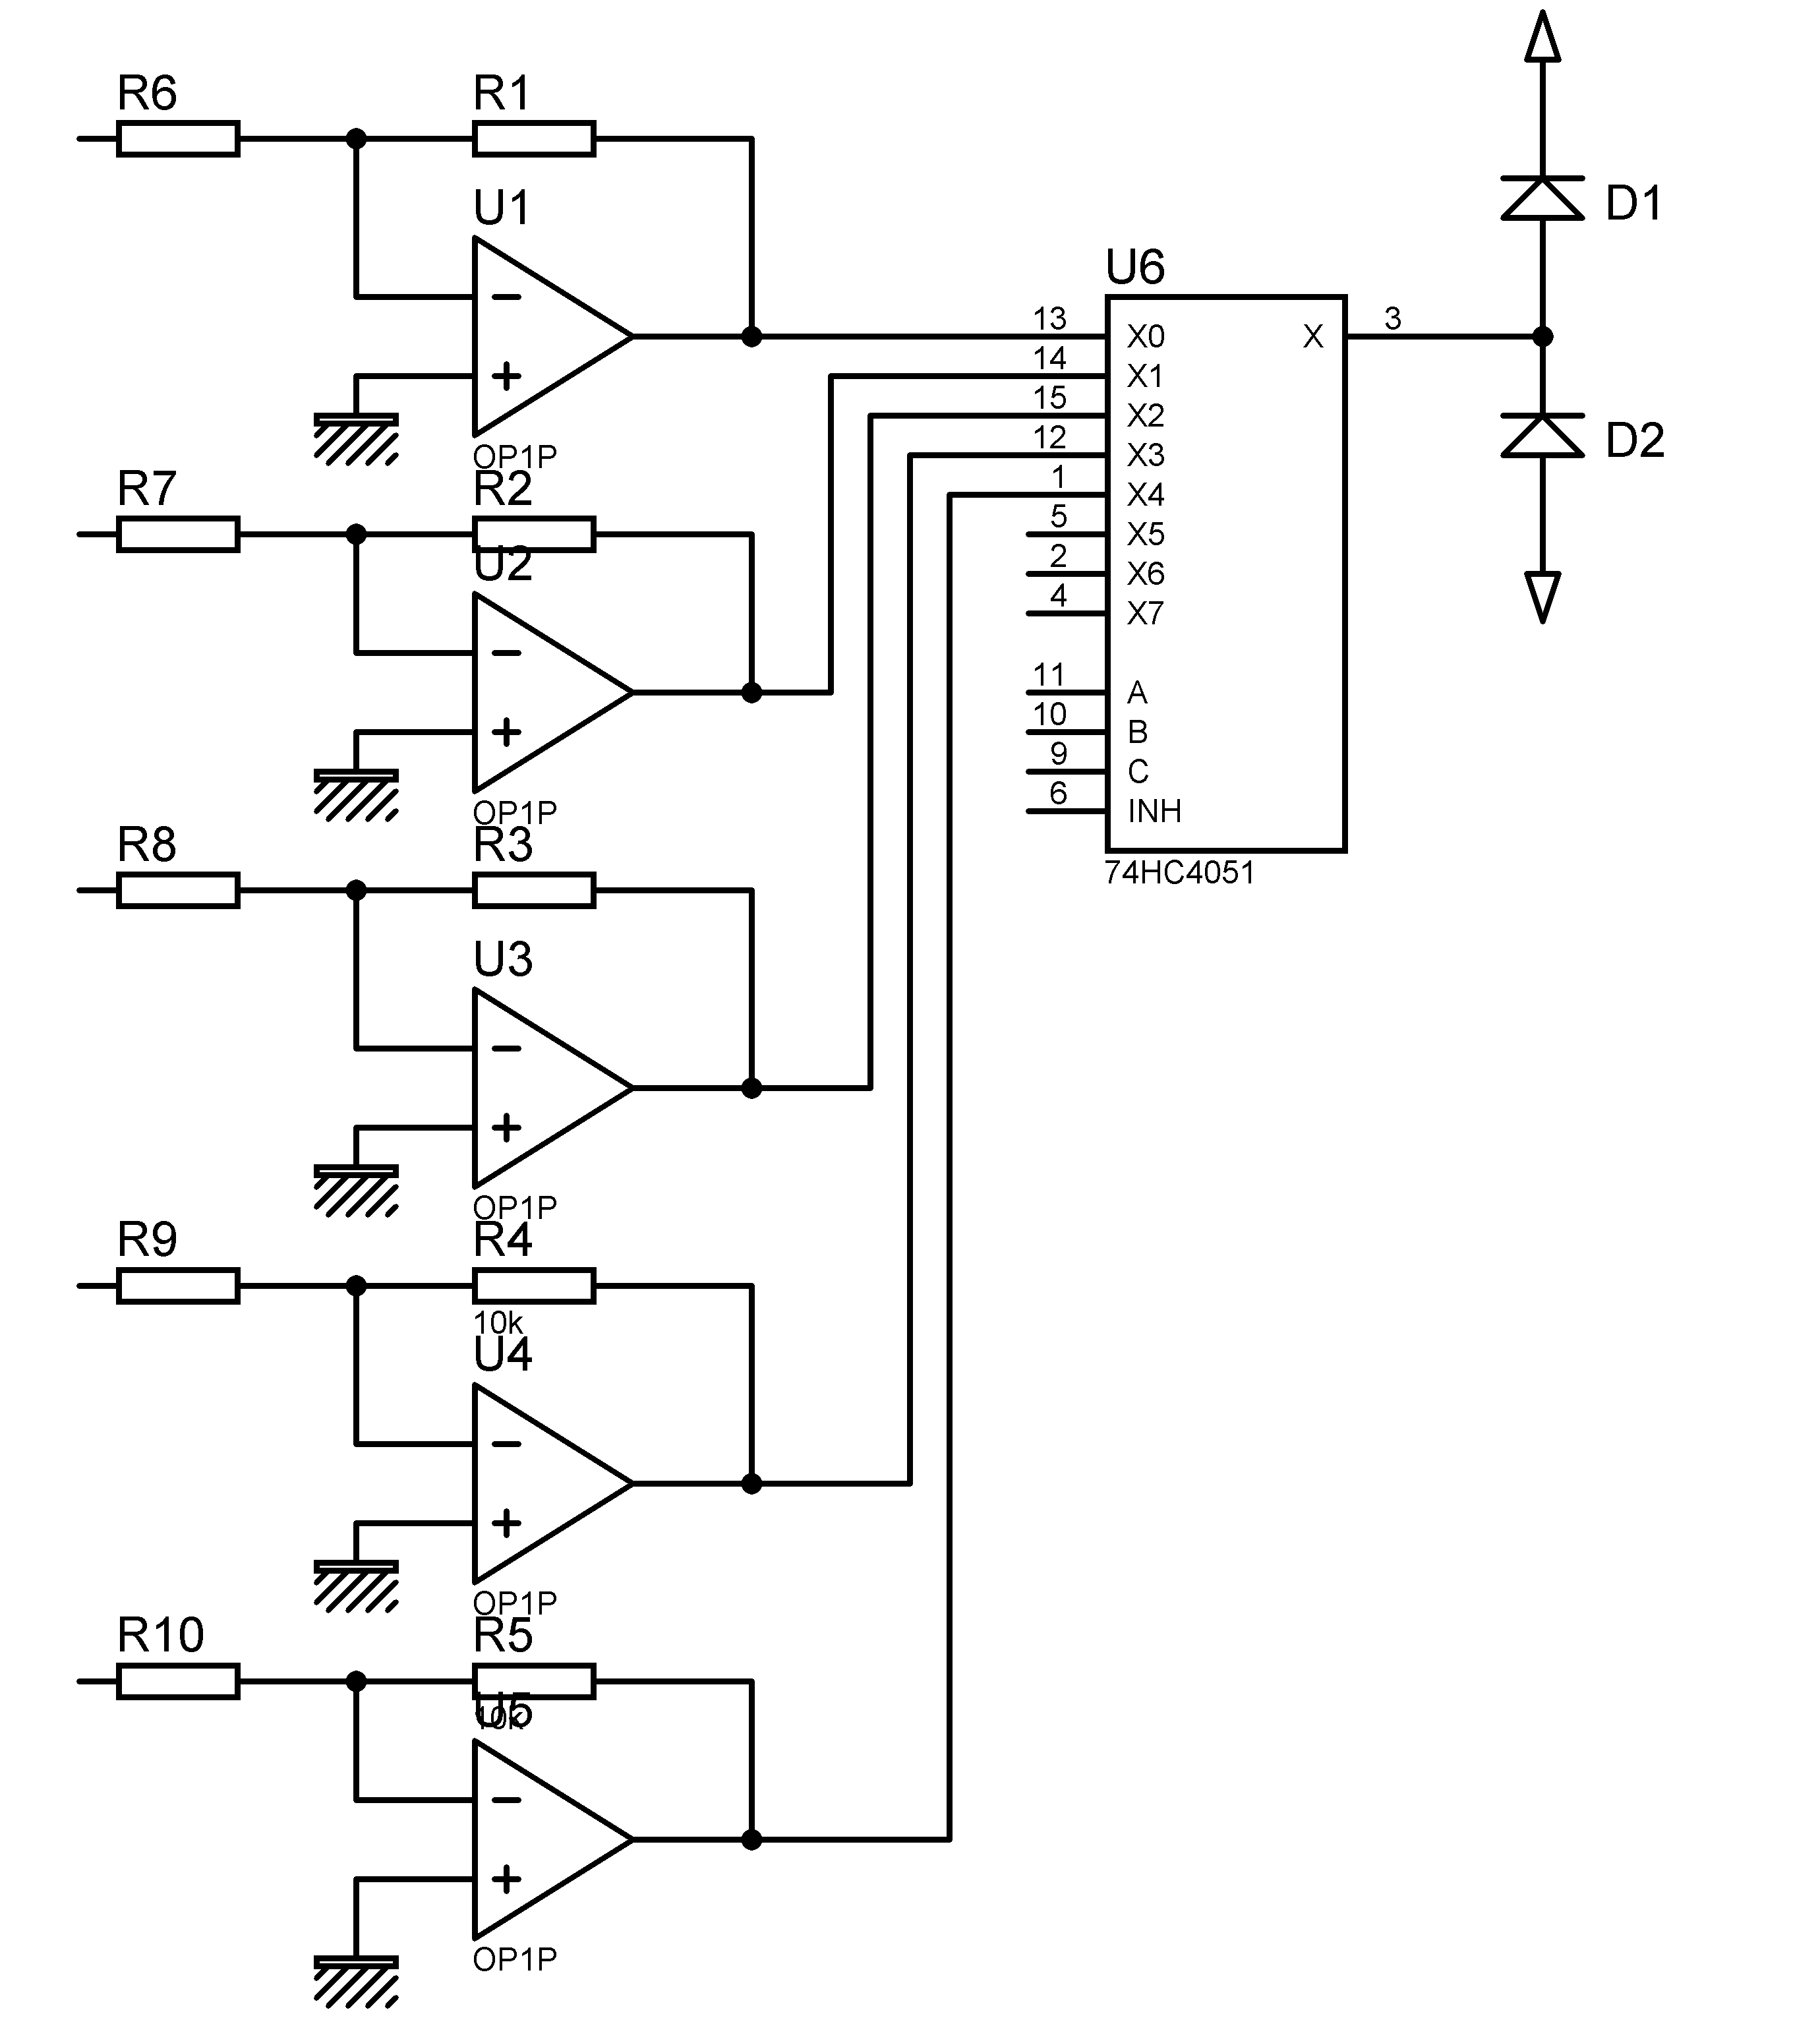 R6
R1
U1
-
+
OP1P
R7
R2
U2
-
+
OP1P
R8
R3
U3
-
+
OP1P
R9
R4
10k
U4
-
+
OP1P
R10
R5
U5
10k
-
+
OP1P
U6
13 X0
14 X1
15 X2
12 X3
1 X4
5 X5
2 X6
4 X7
11 A
10 B
9 C
6 INH
X 3
74HC4051
D1
D2